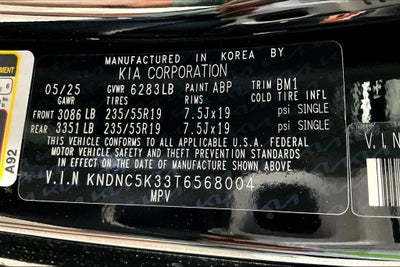 MANUFACTURED IN KOREA BY
KIA CORPORATION
05/25 GVWR 6283LB PAINT ABP TRIM BM1
GAWR TIRES RIMS COLD TIRE INFL
FRONT 3086 LB 235/55R19 7.5Jx19 psi SINGLE
REAR 3351 LB 235/55R19 7.5Jx19 psi SINGLE
THIS VEHICLE CONFORMS TO ALL APPLICABLE U.S.A. FEDERAL
MOTOR VEHICLE SAFETY AND THEFT PREVENTION STANDARDS
IN EFFECT ON THE DATE OF MANUFACTURE SHOWN ABOVE.
V.I.N KNDNC5K33T6568004
MPV
A92
V.I.N